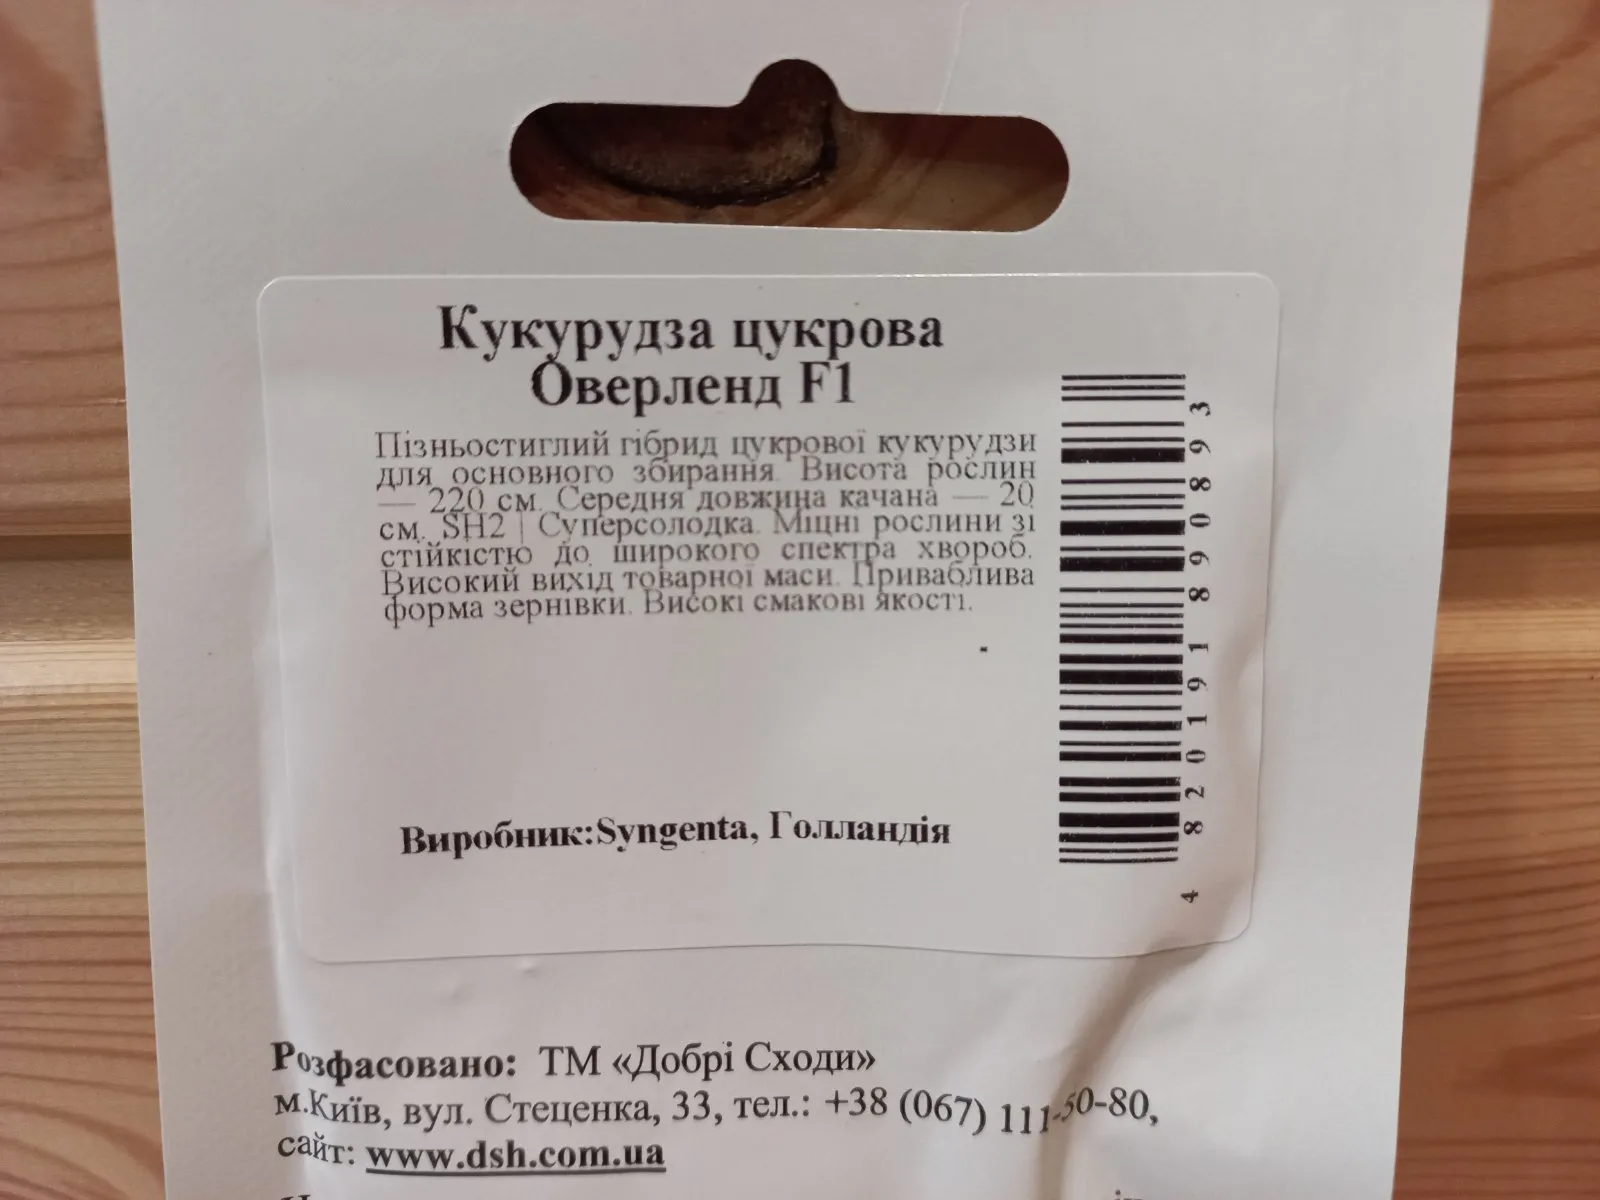 Кукурудза цукрова
Оверленд F1
Пізньостиглий гібрид цукрової кукурудзи
для основного збирання. Висота рослин
— 220 см. Середня довжина качана — 20
см. SH2 | Суперсолодка. Міцні рослини зі
стійкістю до широкого спектра хвороб.
Високий вихід товарної маси. Приваблива
форма зернівки. Високі смакові якості.
Виробник:Syngenta, Голландія
4 820191 890893
Розфасовано: ТМ «Добрі Сходи»
м.Київ, вул. Стеценка, 33, тел.: +38 (067) 111-50-80,
сайт: www.dsh.com.ua